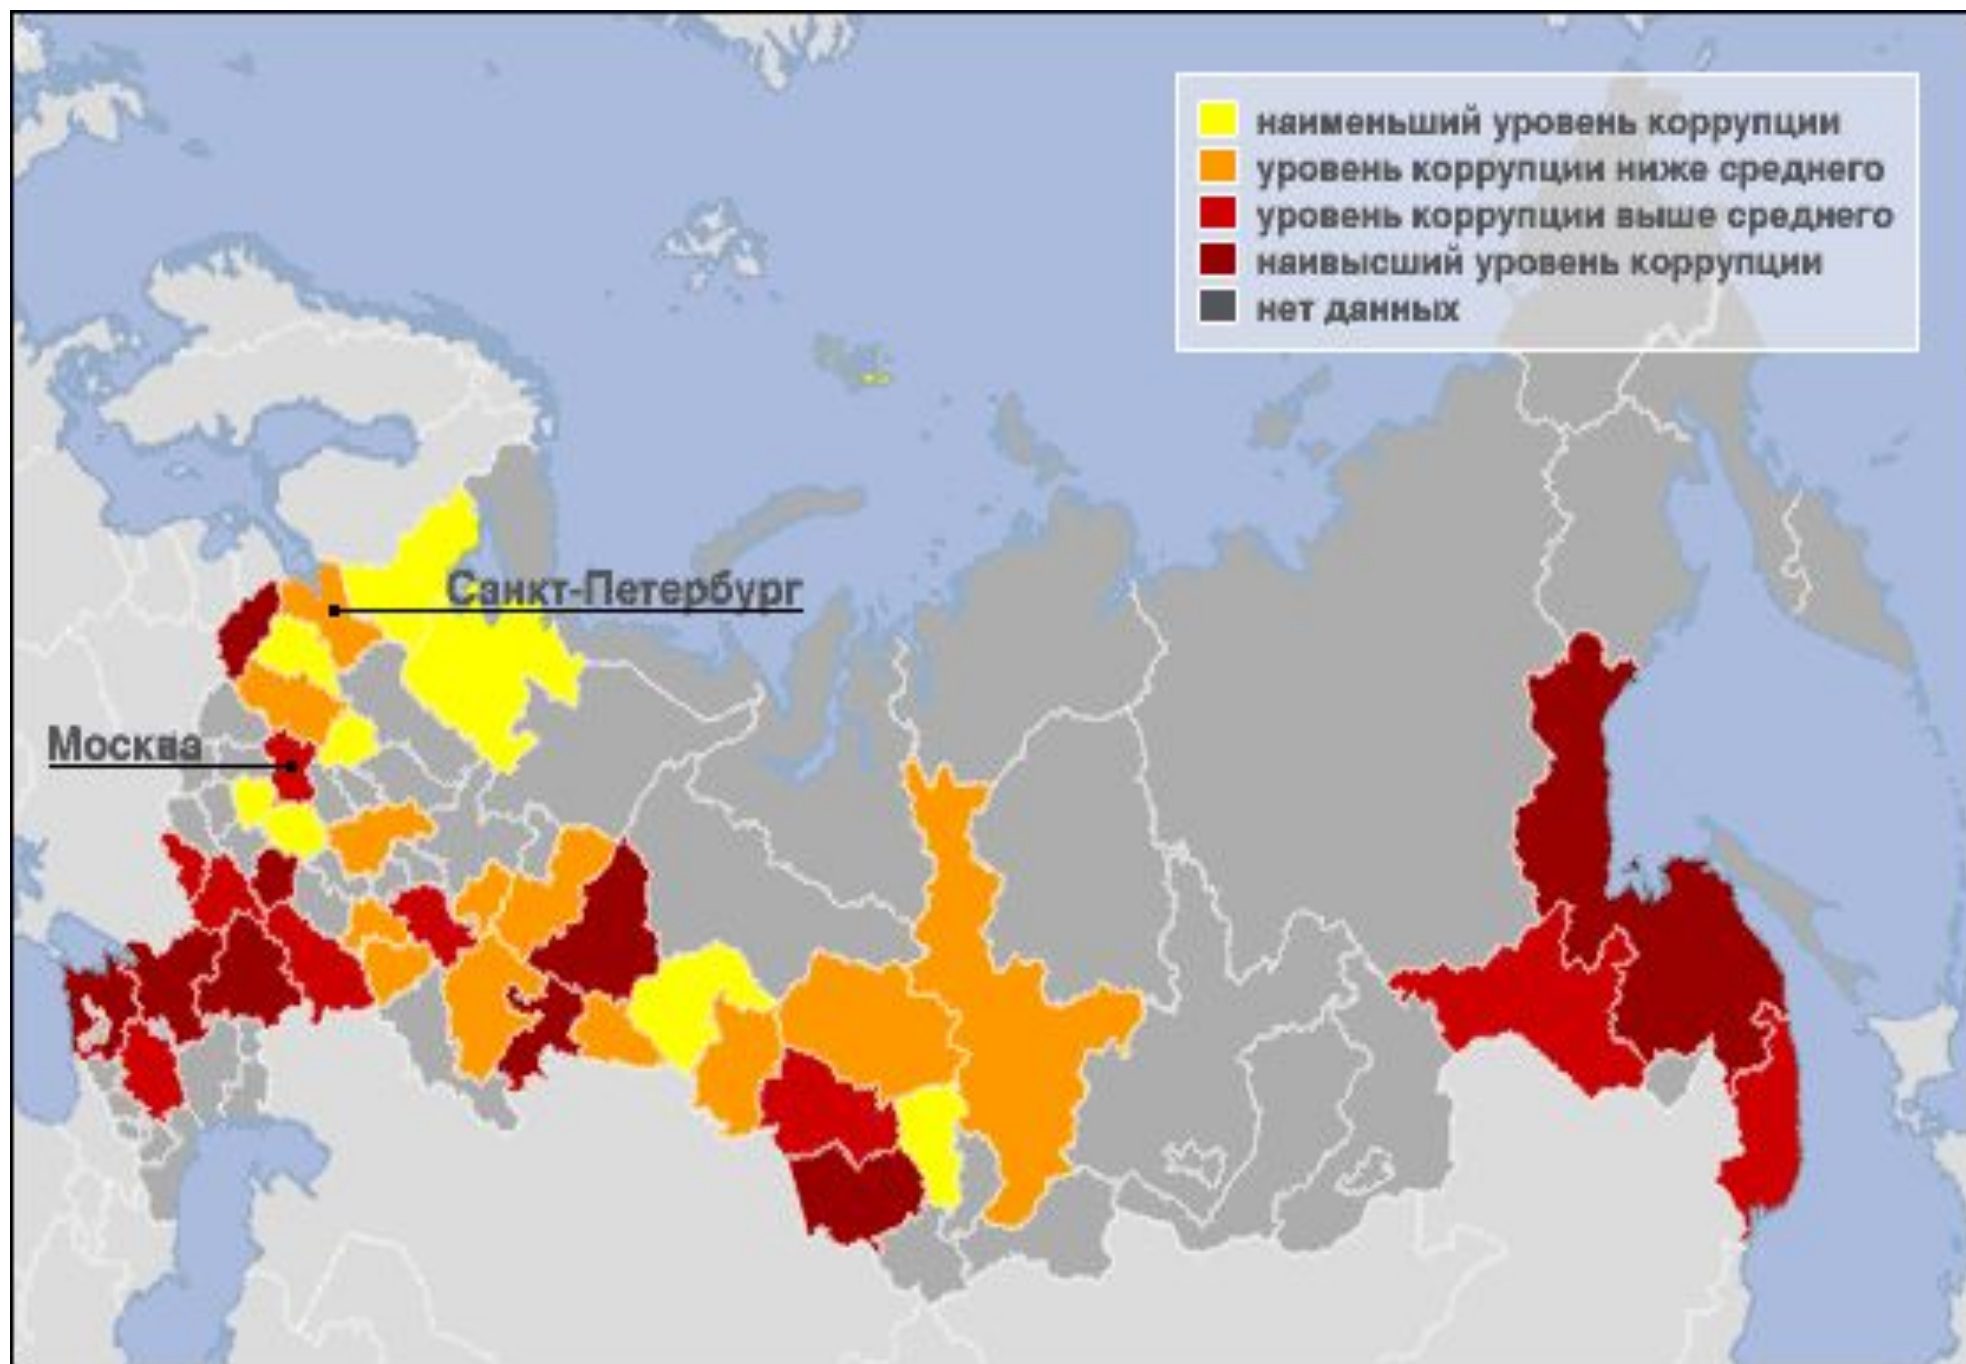 наименьший уровень коррупции
уровень коррупции ниже среднего
уровень коррупции выше среднего
наивысший уровень коррупции
нет данных
Санкт-Петербург
Москва